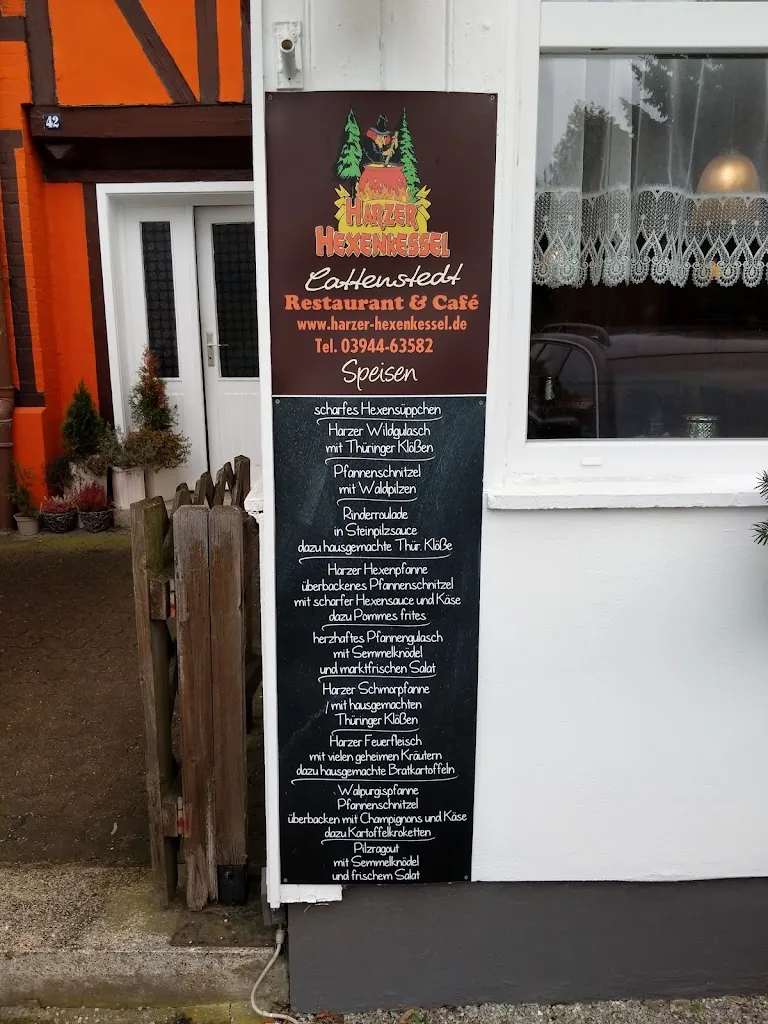 42
HARZER
HEXENKESSEL
Cattenstedt
Restaurant & Café
www.harzer-hexenkessel.de
Tel. 03944-63582
Speisen
scharfes Hexensüppchen
Harzer Wildgulasch
mit Thüringer Klößen
Pfannenschnitzel
mit Waldpilzen
Rinderroulade
in Steinpilzsauce
dazu hausgemachte Thür. Klöße
Harzer Hexenpfanne
überbackenes Pfannenschnitzel
mit scharfer Hexensauce und Käse
dazu Pommes frites
herzhaftes Pfannengulasch
mit Semmelknödel
und marktfrischen Salat
Harzer Schmorpfanne
mit hausgemachten
Thüringer Klößen
Harzer Feuerfleisch
mit vielen geheimen Kräutern
dazu hausgemachte Bratkartoffeln
Walpurgispfanne
Pfannenschnitzel
überbacken mit Champignons und Käse
dazu Kartoffelkroketten
Pilzragout
mit Semmelknödel
und frischem Salat